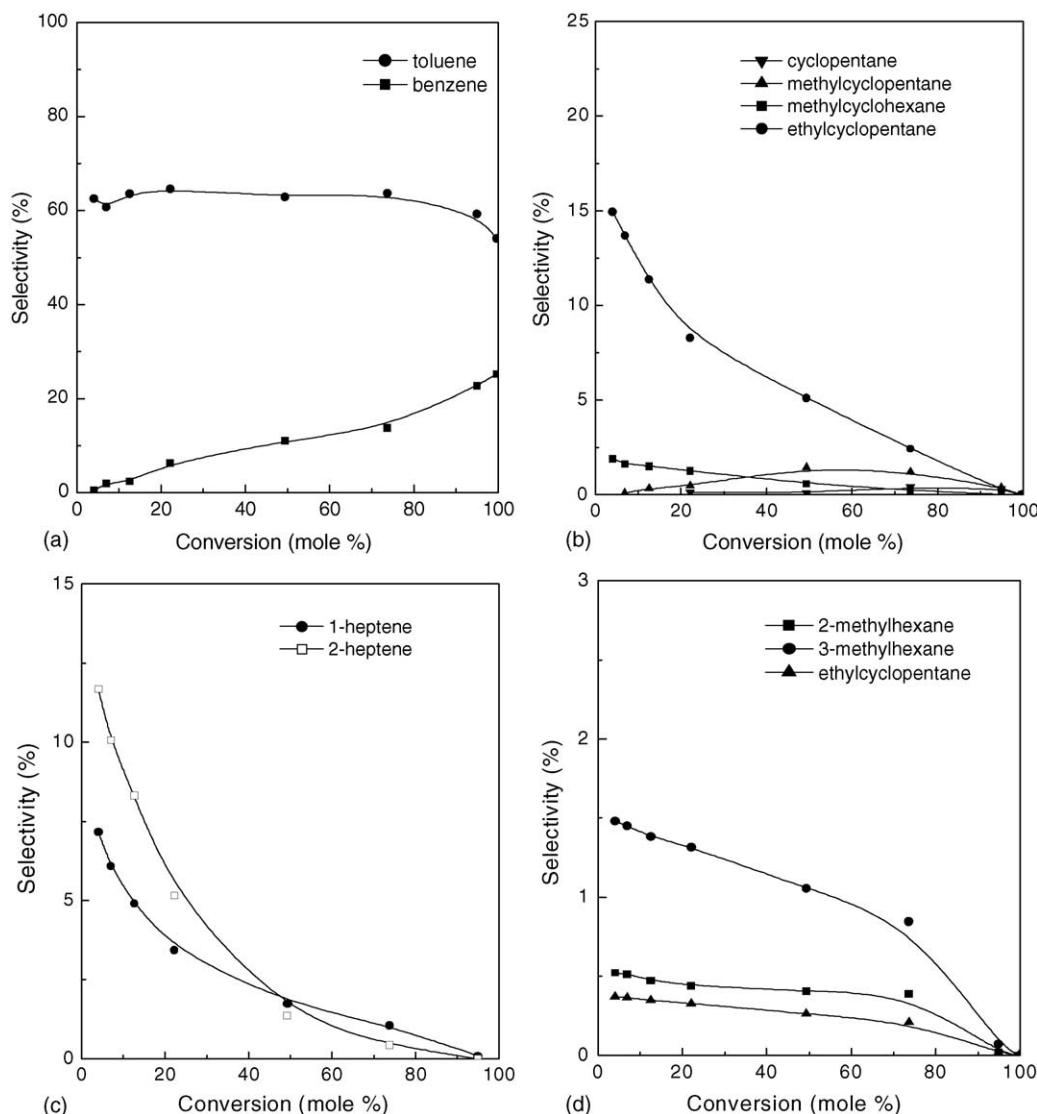 100
80
60
40
20
0
Selectivity (%)
toluene
benzene
0 20 40 60 80 100
Conversion (mole %)
(a)
25
20
15
10
5
0
Selectivity (%)
cyclopentane
methylcyclopentane
methylcyclohexane
ethylcyclopentane
0 20 40 60 80 100
Conversion (mole %)
(b)
15
10
5
0
Selectivity (%)
1-heptene
2-heptene
0 20 40 60 80 100
Conversion (mole %)
(c)
3
2
1
0
Selectivity (%)
2-methylhexane
3-methylhexane
ethylcyclopentane
0 20 40 60 80 100
Conversion (mole %)
(d)